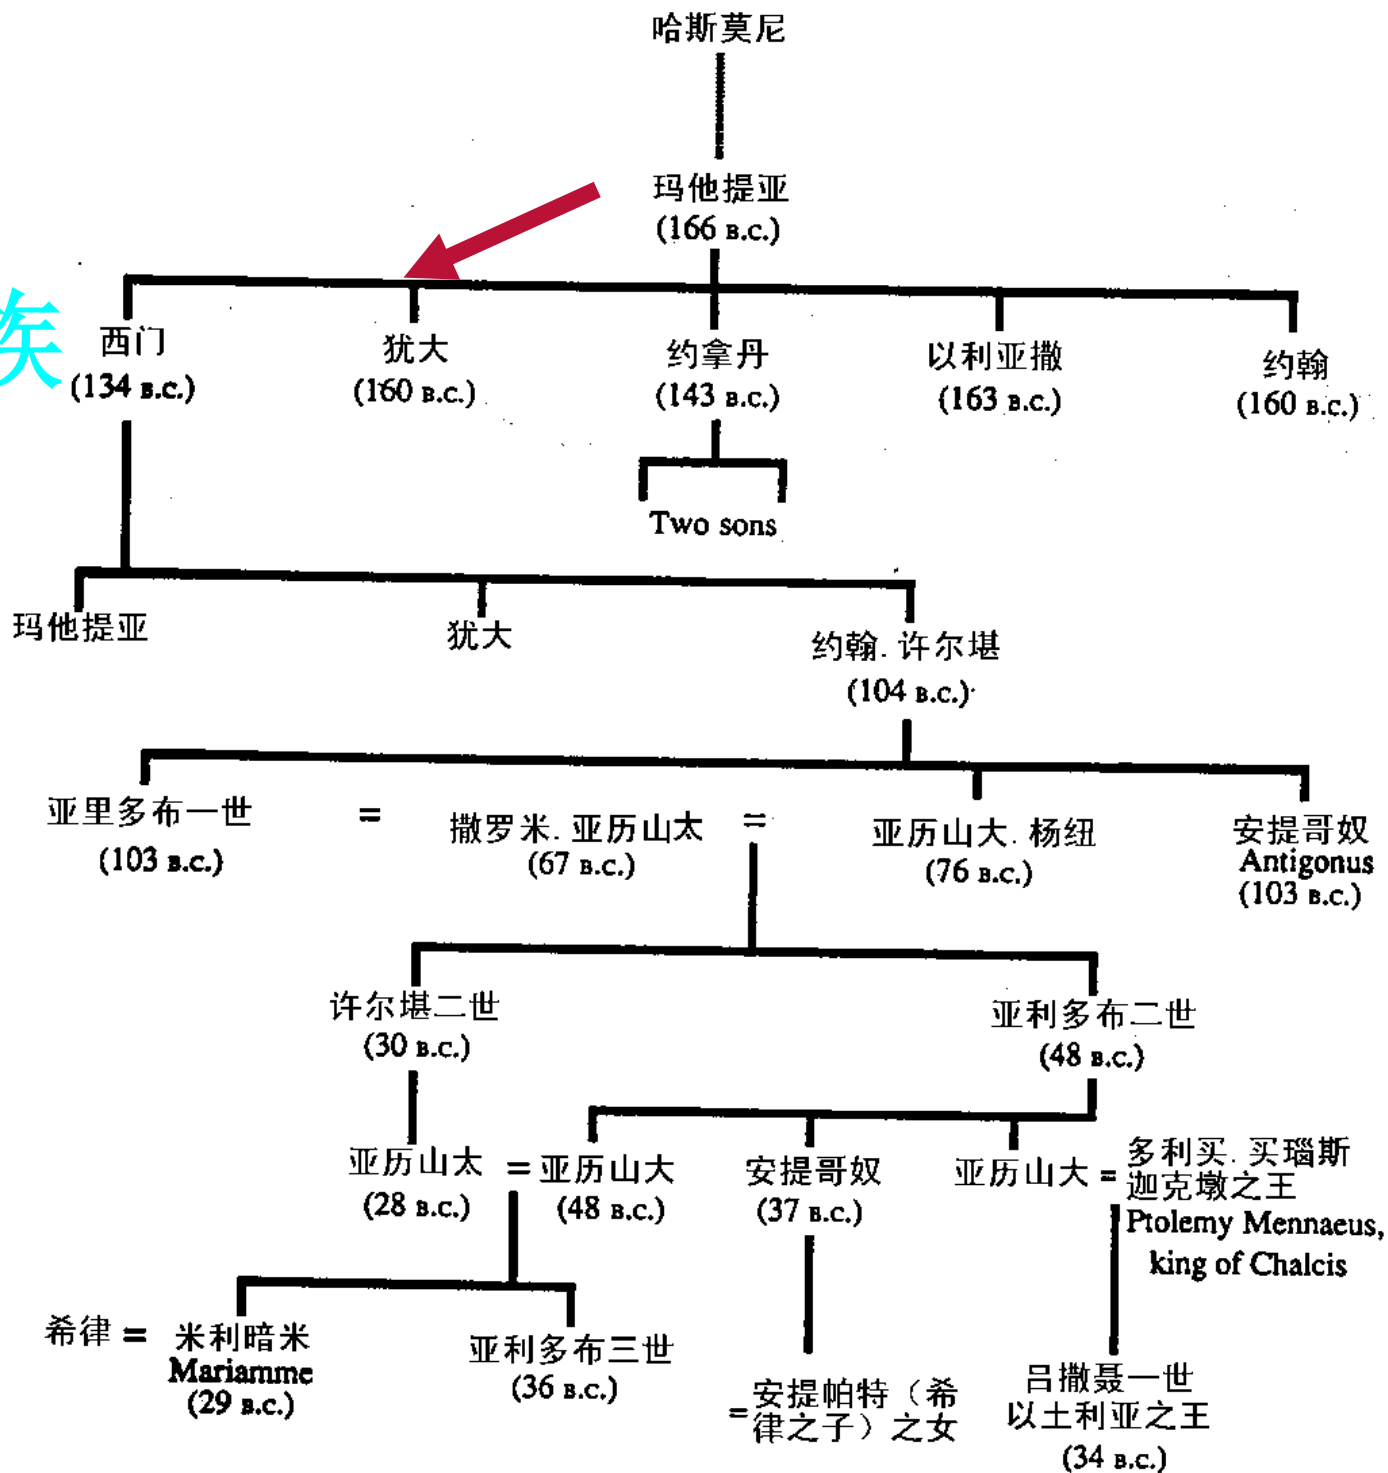 哈斯莫尼
玛他提亚
(166 B.C.)
族
西门
(134 B.C.)
犹大
(160 B.C.)
约拿丹
(143 B.C.)
以利亚撒
(163 B.C.)
约翰
(160 B.C.)
Two sons
玛他提亚
犹大
约翰.许尔堪
(104 B.C.)
亚里多布一世
(103 B.C.)
=
撒罗米.亚历山太
(67 B.C.)
=
亚历山大.杨纽
(76 B.C.)
安提哥奴
Antigonus
(103 B.C.)
许尔堪二世
(30 B.C.)
亚利多布二世
(48 B.C.)
亚历山太
(28 B.C.)
=
亚历山大
(48 B.C.)
安提哥奴
(37 B.C.)
亚历山大
=
多利买.买瑙斯
迦克墩之王
Ptolemy Mennaeus,
king of Chalcis
希律 =
米利暗米
Mariamme
(29 B.C.)
亚利多布三世
(36 B.C.)
=安提帕特（希
律之子）之女
吕撒聂一世
以土利亚之王
(34 B.C.)